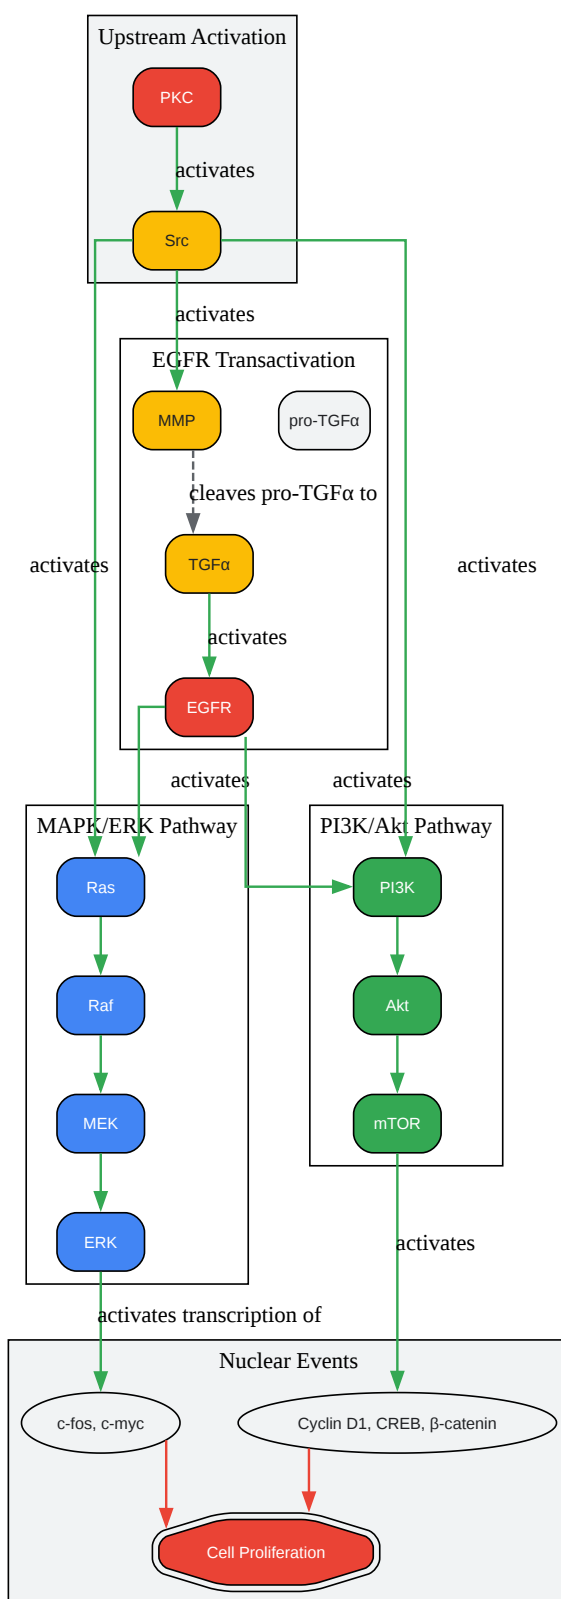 Upstream Activation
PKC
activates
Src
activates
EGFR Transactivation
MMP
pro-TGFα
cleaves pro-TGFα to
activates
activates
TGFα
activates
EGFR
activates
activates
MAPK/ERK Pathway
PI3K/Akt Pathway
Ras
PI3K
Raf
Akt
MEK
mTOR
ERK
activates
activates transcription of
Nuclear Events
c-fos, c-myc
Cyclin D1, CREB, β-catenin
Cell Proliferation